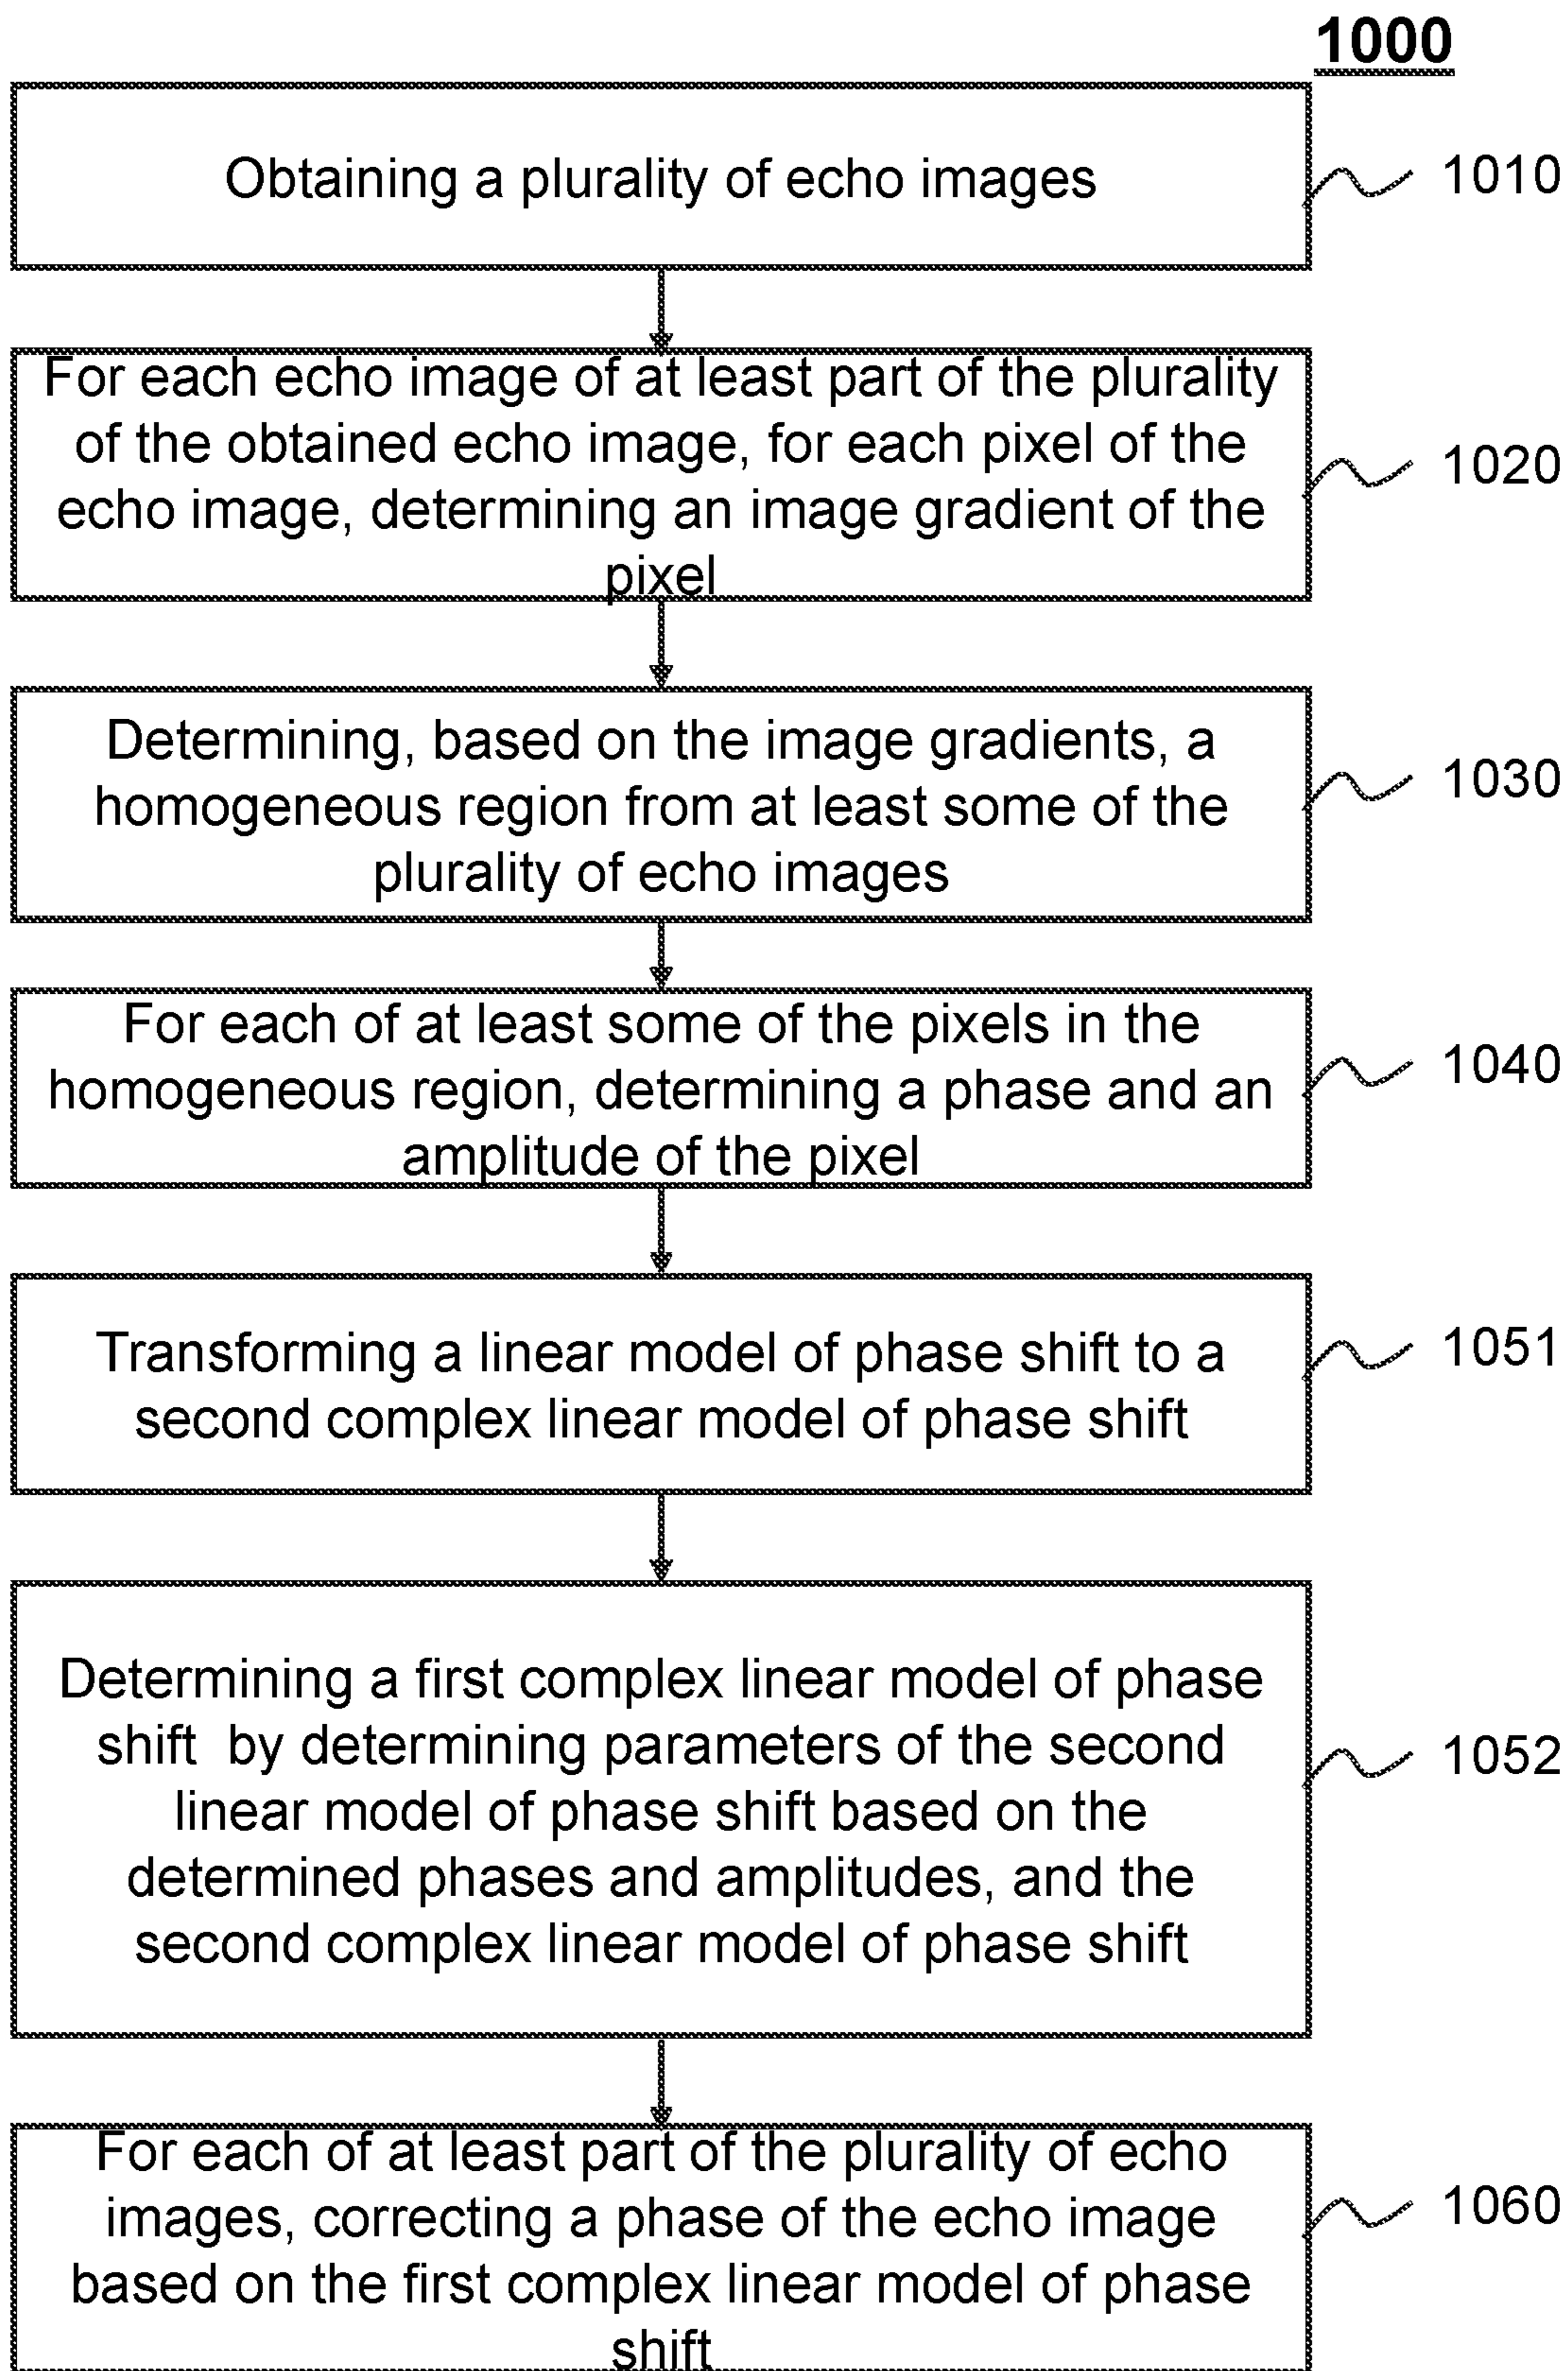 1000
Obtaining a plurality of echo images
1010
For each echo image of at least part of the plurality
of the obtained echo image, for each pixel of the
echo image, determining an image gradient of the
pixel
1020
Determining, based on the image gradients, a
homogeneous region from at least some of the
plurality of echo images
1030
For each of at least some of the pixels in the
homogeneous region, determining a phase and an
amplitude of the pixel
1040
Transforming a linear model of phase shift to a
second complex linear model of phase shift
1051
Determining a first complex linear model of phase
shift  by determining parameters of the second
linear model of phase shift based on the
determined phases and amplitudes, and the
second complex linear model of phase shift
1052
For each of at least part of the plurality of echo
images, correcting a phase of the echo image
based on the first complex linear model of phase
shift
1060